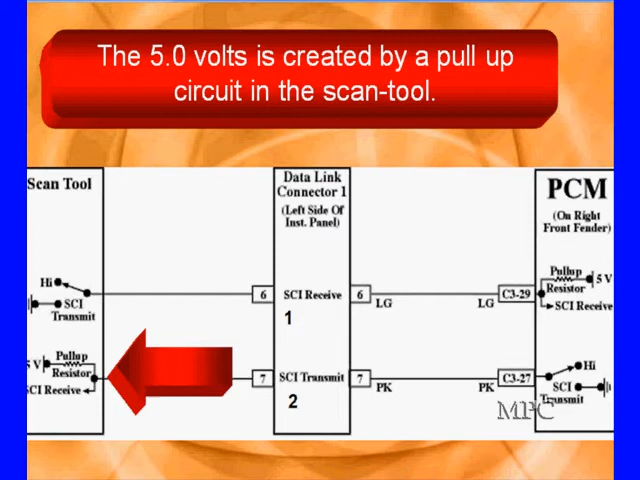 The 5.0 volts is created by a pull up
circuit in the scan-tool.
Scan Tool
Hi
SCI
Transmit
5 V
Pullup
Resistor
SCI Receive
Data Link
Connector 1
(Left Side Of
Inst. Panel)
6 SCI Receive 6
1
LG
7 SCI Transmit 7
2
PK
PCM
(On Right
Front Fender)
Pullup
5 V
Resistor
LG C3-29
SCI Receive
PK C3-27
Hi
SCI
Transmit
MPC